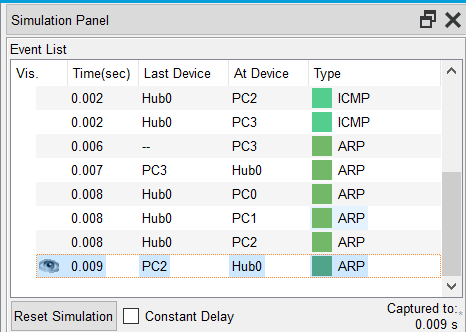 Simulation Panel
Event List
Vis. Time(sec) Last Device At Device Type
0.002 Hub0 PC2 ICMP
0.002 Hub0 PC3 ICMP
0.006 -- PC3 ARP
0.007 PC3 Hub0 ARP
0.008 Hub0 PC0 ARP
0.008 Hub0 PC1 ARP
0.008 Hub0 PC2 ARP
0.009 PC2 Hub0 ARP
Reset Simulation Constant Delay Captured to:
0.009 s